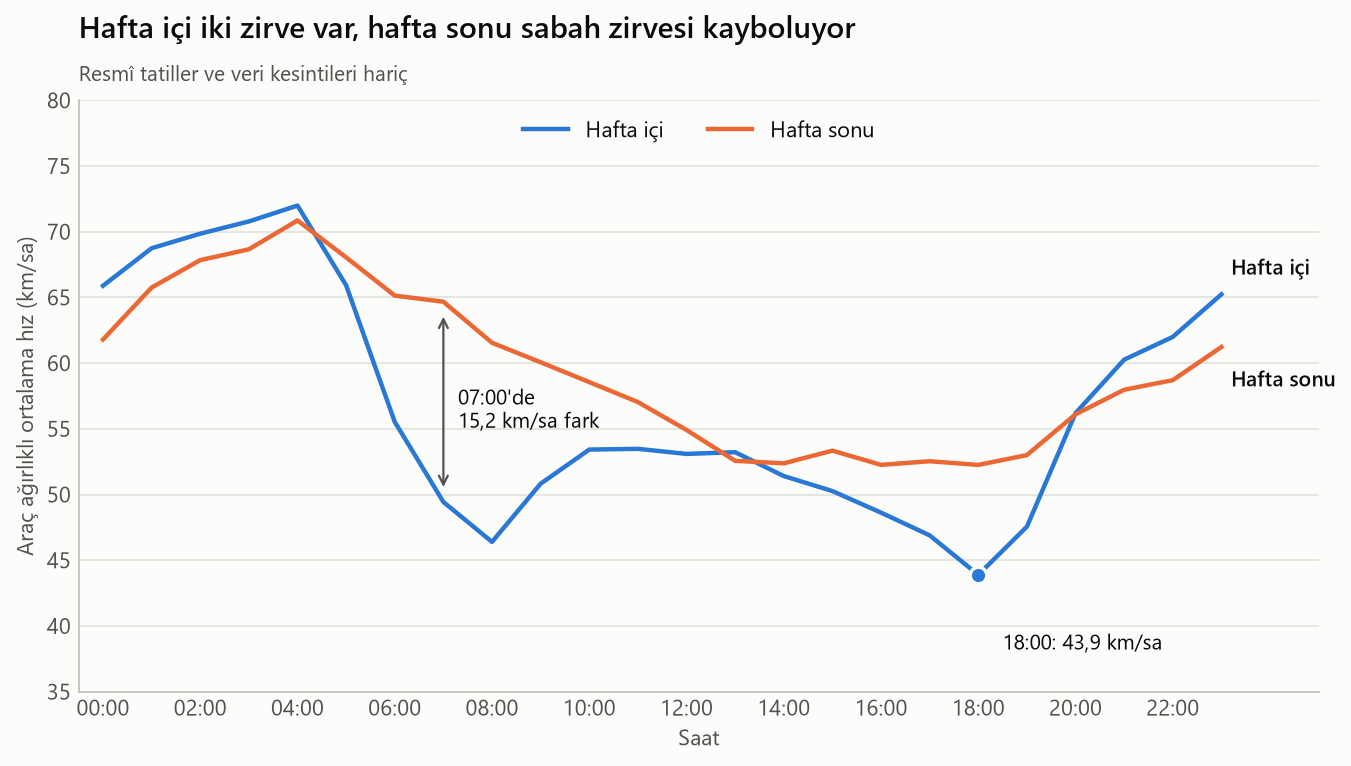 Hafta içi iki zirve var, hafta sonu sabah zirvesi kayboluyor
Resmî tatiller ve veri kesintileri hariç
Hafta içi
Hafta sonu
Araç ağırlıklı ortalama hız (km/sa)
80
75
70
65
60
55
50
45
40
35
07:00'de
15,2 km/sa fark
Hafta içi
Hafta sonu
18:00: 43,9 km/sa
00:00 02:00 04:00 06:00 08:00 10:00 12:00 14:00 16:00 18:00 20:00 22:00
Saat